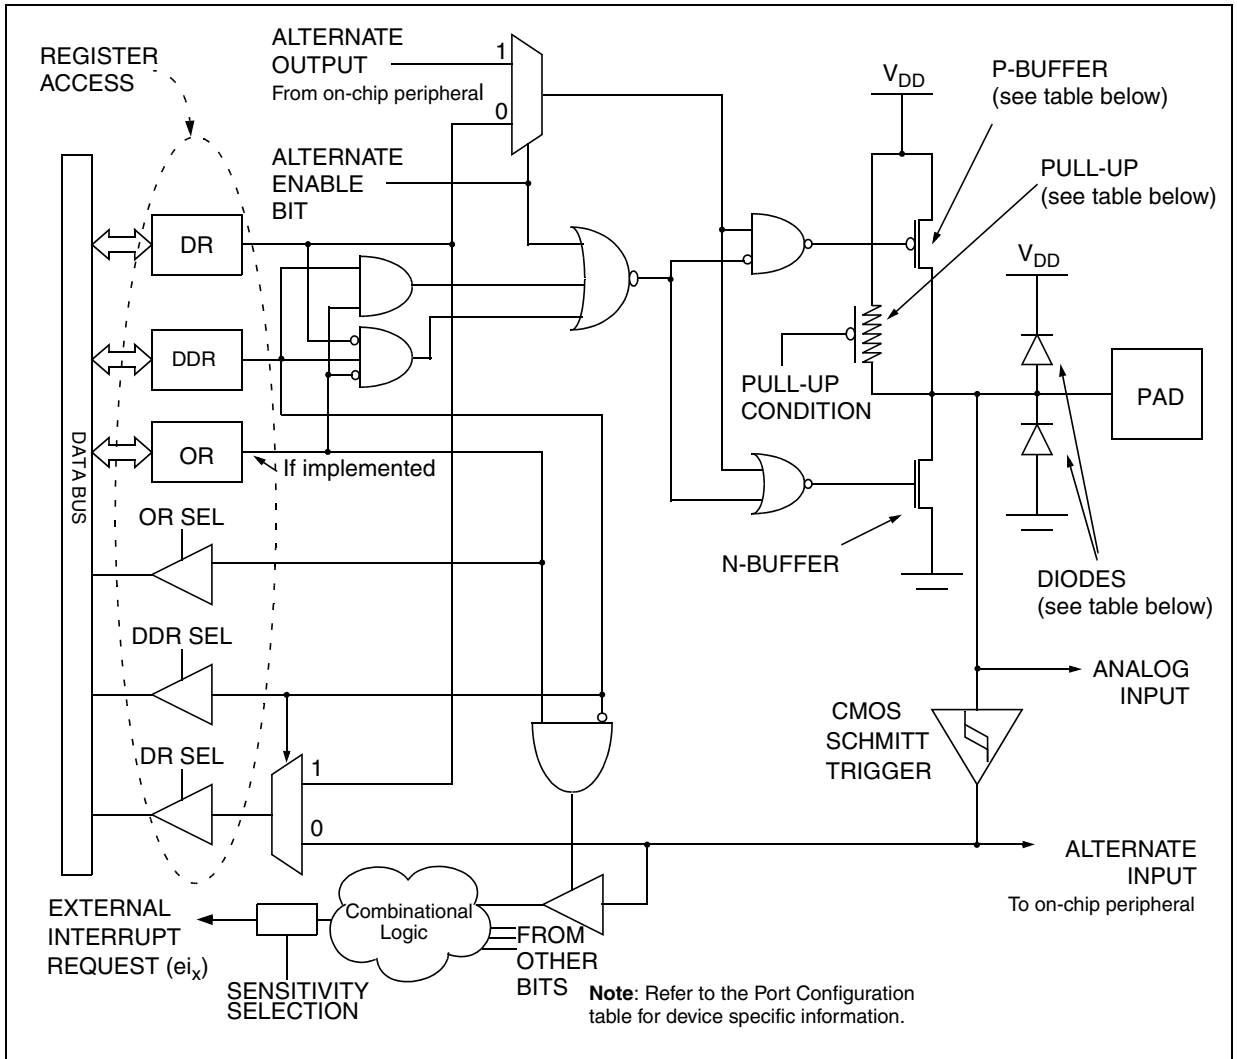 REGISTER
ACCESS
ALTERNATE
OUTPUT
From on-chip peripheral
1
0
ALTERNATE
ENABLE
BIT
VDD
P-BUFFER
(see table below)
PULL-UP
(see table below)
DR
DDR
OR
If implemented
DATA BUS
VDD
PULL-UP
CONDITION
PAD
N-BUFFER
DIODES
(see table below)
OR SEL
DDR SEL
DR SEL
1
0
ANALOG
INPUT
CMOS
SCHMITT
TRIGGER
ALTERNATE
INPUT
To on-chip peripheral
EXTERNAL
INTERRUPT
REQUEST (eix)
Combinational
Logic
SENSITIVITY
SELECTION
FROM
OTHER
BITS
Note: Refer to the Port Configuration
table for device specific information.